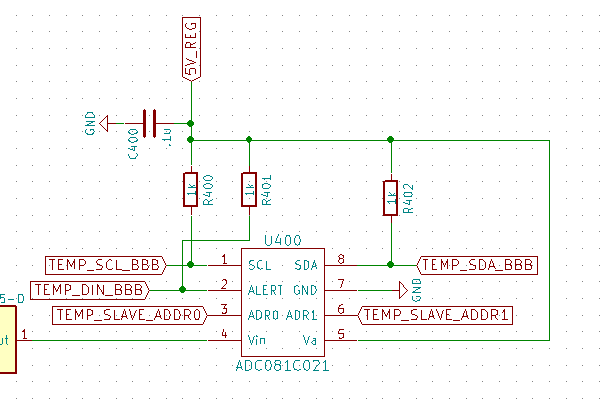 5V_REG
GND
C400
.1u
1k
R400
1k
R401
1k
R402
U400
TEMP_SCL_BBB
1
SCL
SDA
8
TEMP_SDA_BBB
TEMP_DIN_BBB
2
ALERT
GND
7
GND
5-D
TEMP_SLAVE_ADDR0
3
ADR0
ADR1
6
TEMP_SLAVE_ADDR1
ut
1
4
Vin
Va
5
ADC081C021